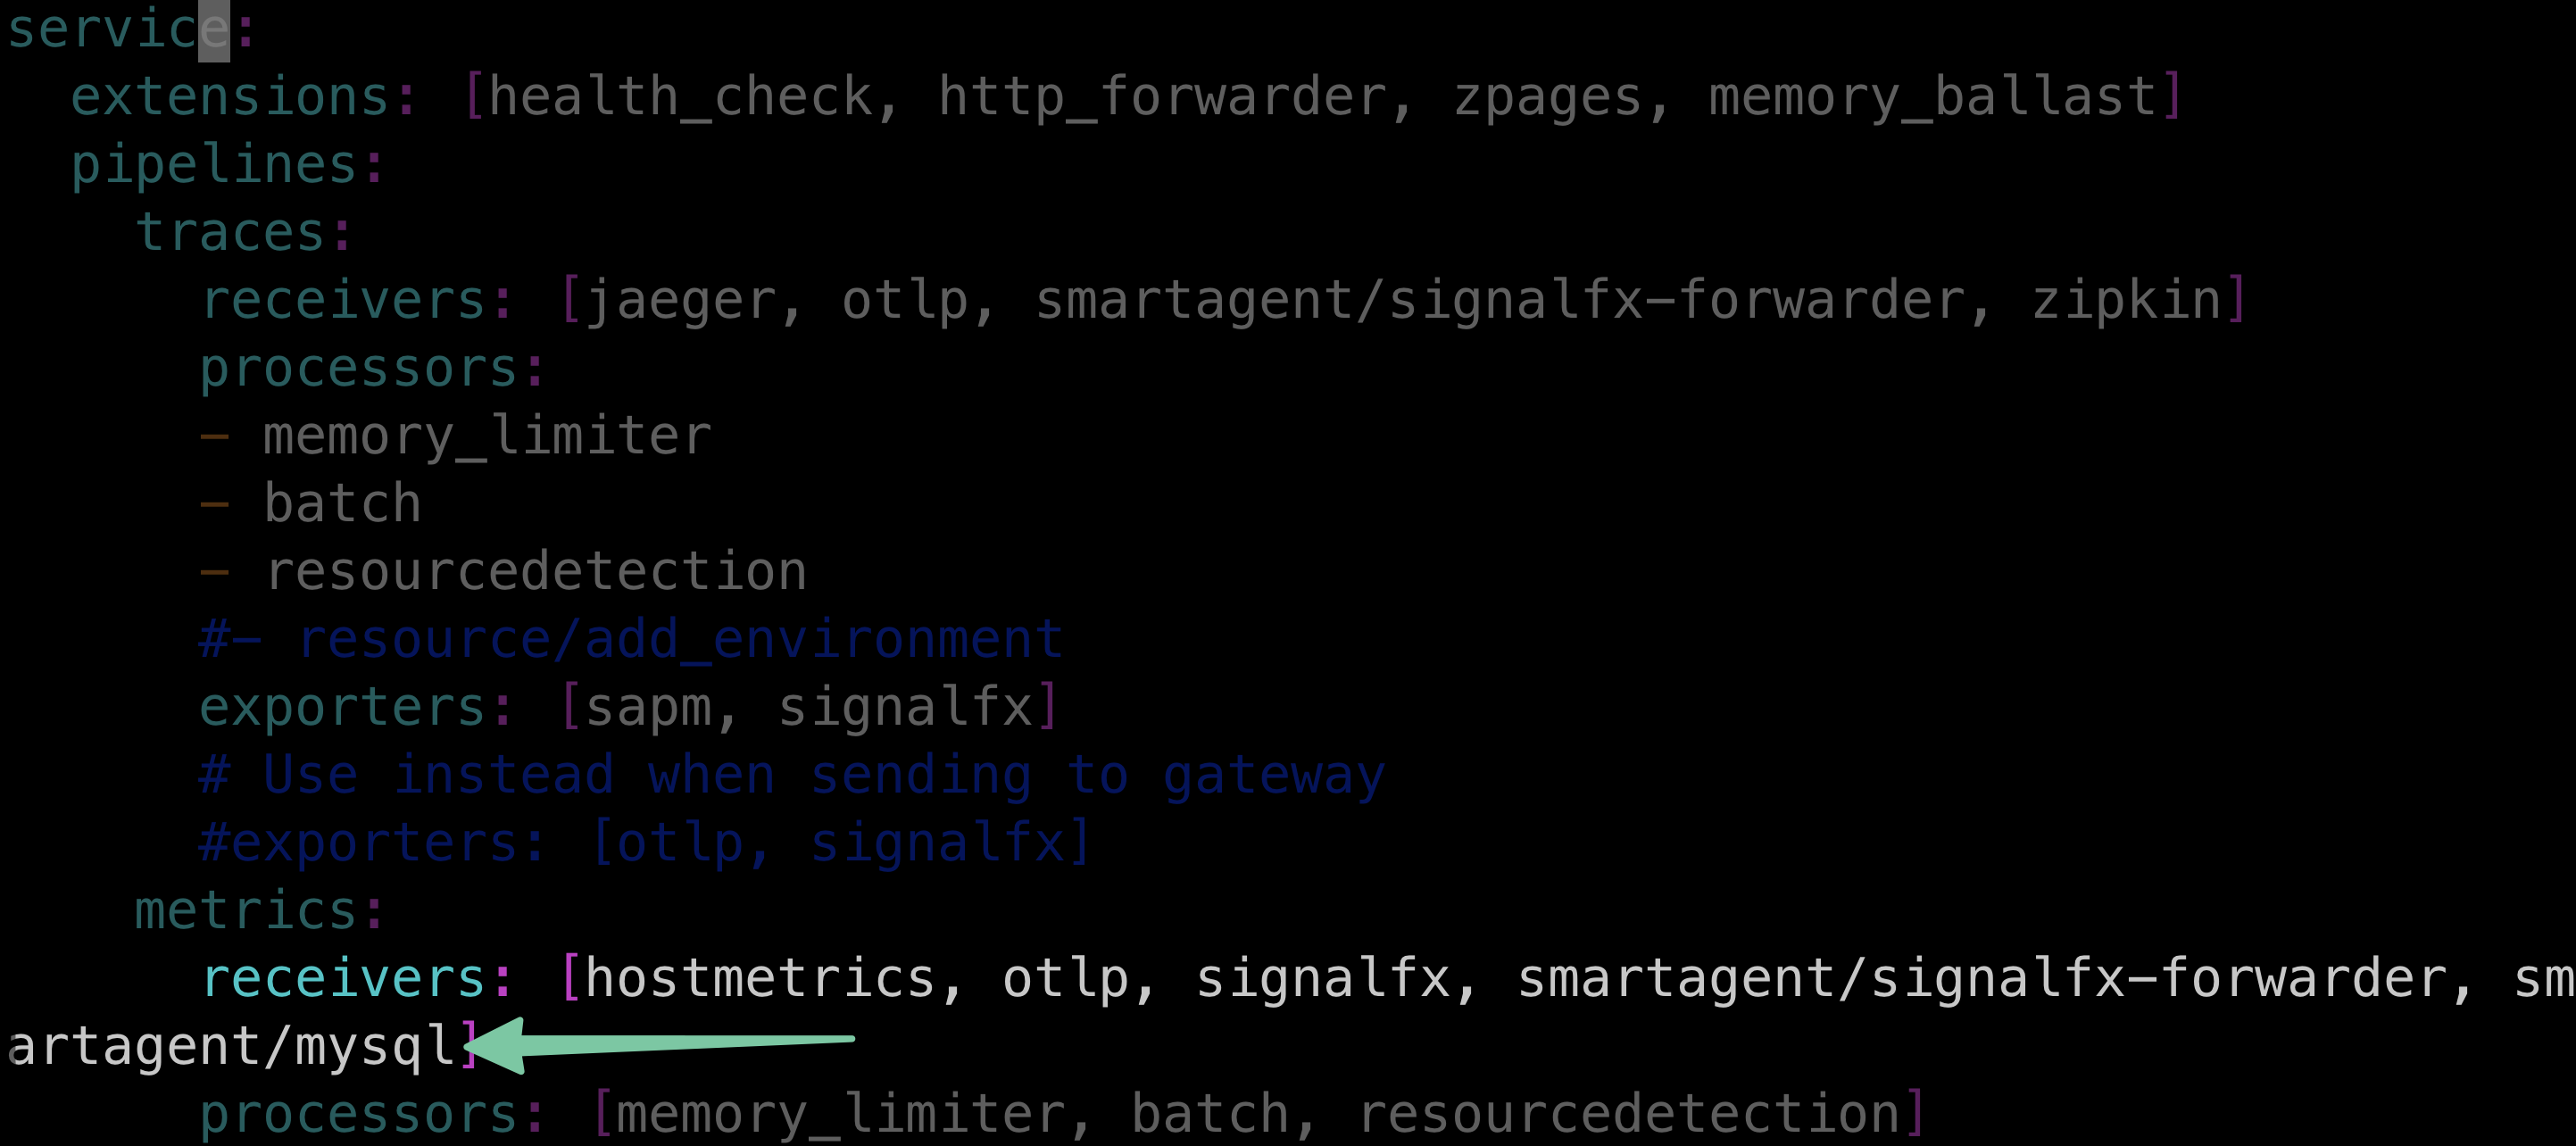 service:
  extensions: [health_check, http_forwarder, zpages, memory_ballast]
  pipelines:
    traces:
      receivers: [jaeger, otlp, smartagent/signalfx-forwarder, zipkin]
      processors:
      - memory_limiter
      - batch
      - resourcedetection
      #- resource/add_environment
      exporters: [sapm, signalfx]
      # Use instead when sending to gateway
      #exporters: [otlp, signalfx]
    metrics:
      receivers: [hostmetrics, otlp, signalfx, smartagent/signalfx-forwarder, sm
artagent/mysql]
      processors: [memory_limiter, batch, resourcedetection]